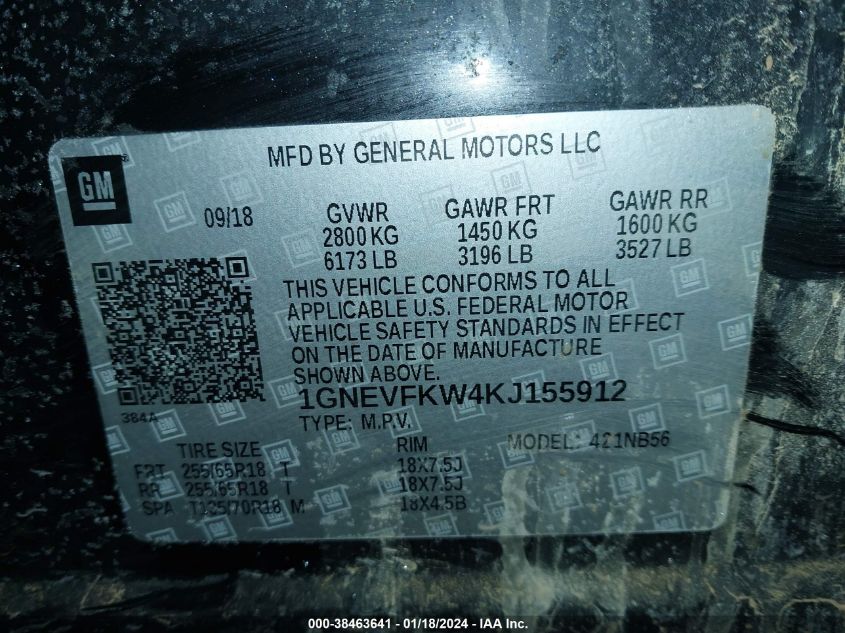 MFD BY GENERAL MOTORS LLC
GM
09/18
GVWR GAWR FRT GAWR RR
2800 KG 1450 KG 1600 KG
6173 LB 3196 LB 3527 LB
THIS VEHICLE CONFORMS TO ALL
APPLICABLE U.S. FEDERAL MOTOR
VEHICLE SAFETY STANDARDS IN EFFECT
ON THE DATE OF MANUFACTURE
SHOWN ABOVE.
1GNEVFKW4KJ155912
384A
TYPE: M.P.V.
TIRE SIZE RIM MODEL: 421NB56
FRT 255/65R18 T 18X7.5J
RR 255/65R18 T 18X7.5J
SPA T135/70R18 M 18X4.5B
000-38463641 - 01/18/2024 - IAA Inc.